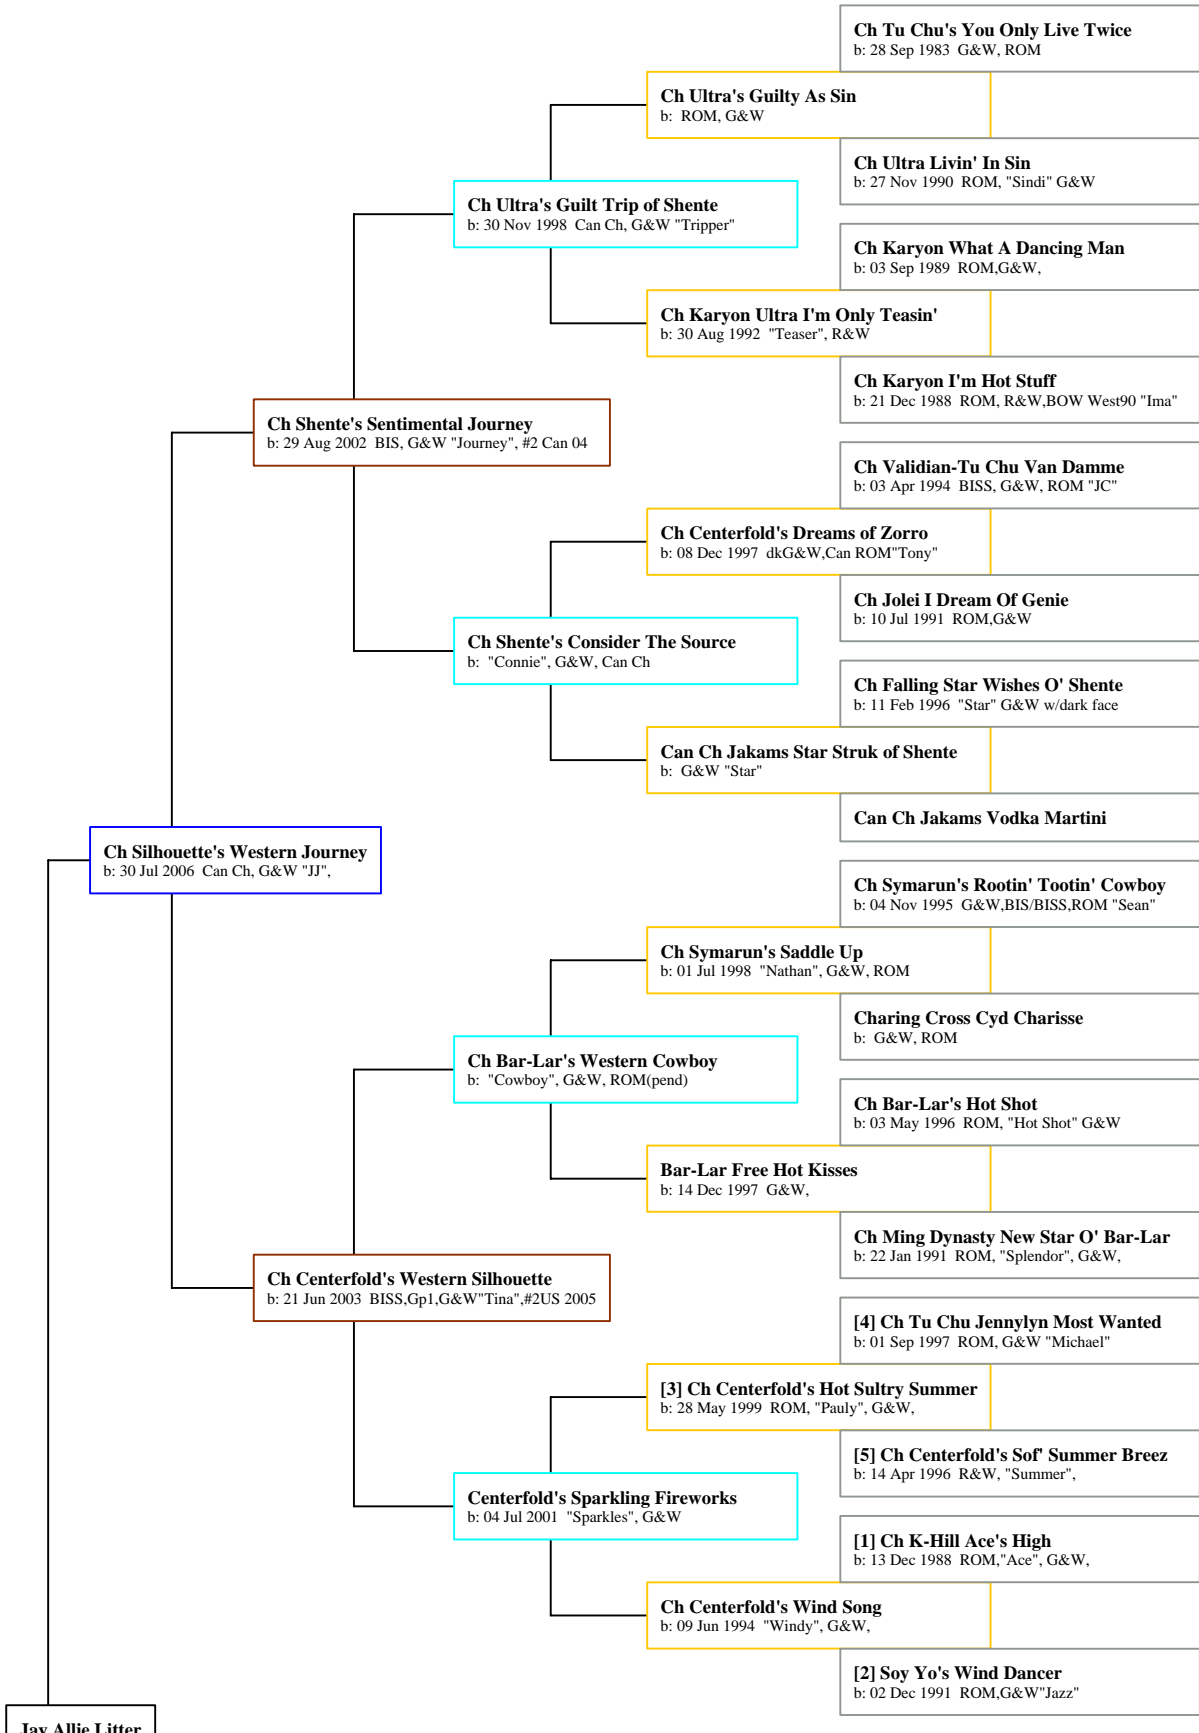 Ch Tu Chu's You Only Live Twice
b: 28 Sep 1983 G&W, ROM
Ch Ultra's Guilty As Sin
b: ROM, G&W
Ch Ultra Livin' In Sin
b: 27 Nov 1990 ROM, "Sindi" G&W
Ch Ultra's Guilt Trip of Shente
b: 30 Nov 1998 Can Ch, G&W "Tripper"
Ch Karyon What A Dancing Man
b: 03 Sep 1989 ROM,G&W,
Ch Karyon Ultra I'm Only Teasin'
b: 30 Aug 1992 "Teaser", R&W
Ch Karyon I'm Hot Stuff
b: 21 Dec 1988 ROM, R&W,BOW West90 "Ima"
Ch Shente's Sentimental Journey
b: 29 Aug 2002 BIS, G&W "Journey", #2 Can 04
Ch Validian-Tu Chu Van Damme
b: 03 Apr 1994 BISS, G&W, ROM "JC"
Ch Centerfold's Dreams of Zorro
b: 08 Dec 1997 dkG&W,Can ROM"Tony"
Ch Jolei I Dream Of Genie
b: 10 Jul 1991 ROM,G&W
Ch Shente's Consider The Source
b: "Connie", G&W, Can Ch
Ch Falling Star Wishes O' Shente
b: 11 Feb 1996 "Star" G&W w/dark face
Can Ch Jakams Star Struk of Shente
b: G&W "Star"
Can Ch Jakams Vodka Martini
Ch Silhouette's Western Journey
b: 30 Jul 2006 Can Ch, G&W "JJ",
Ch Symarun's Rootin' Tootin' Cowboy
b: 04 Nov 1995 G&W,BIS/BISS,ROM "Sean"
Ch Symarun's Saddle Up
b: 01 Jul 1998 "Nathan", G&W, ROM
Charing Cross Cyd Charisse
b: G&W, ROM
Ch Bar-Lar's Western Cowboy
b: "Cowboy", G&W, ROM(pend)
Ch Bar-Lar's Hot Shot
b: 03 May 1996 ROM, "Hot Shot" G&W
Bar-Lar Free Hot Kisses
b: 14 Dec 1997 G&W,
Ch Ming Dynasty New Star O' Bar-Lar
b: 22 Jan 1991 ROM, "Splendor", G&W,
Ch Centerfold's Western Silhouette
b: 21 Jun 2003 BISS,Gp1,G&W"Tina",#2US 2005
[4] Ch Tu Chu Jennylyn Most Wanted
b: 01 Sep 1997 ROM, G&W "Michael"
[3] Ch Centerfold's Hot Sultry Summer
b: 28 May 1999 ROM, "Pauly", G&W,
[5] Ch Centerfold's Sof' Summer Breez
b: 14 Apr 1996 R&W, "Summer",
Centerfold's Sparkling Fireworks
b: 04 Jul 2001 "Sparkles", G&W
[1] Ch K-Hill Ace's High
b: 13 Dec 1988 ROM,"Ace", G&W,
Ch Centerfold's Wind Song
b: 09 Jun 1994 "Windy", G&W,
[2] Soy Yo's Wind Dancer
b: 02 Dec 1991 ROM,G&W"Jazz"
Jay Allie Litter